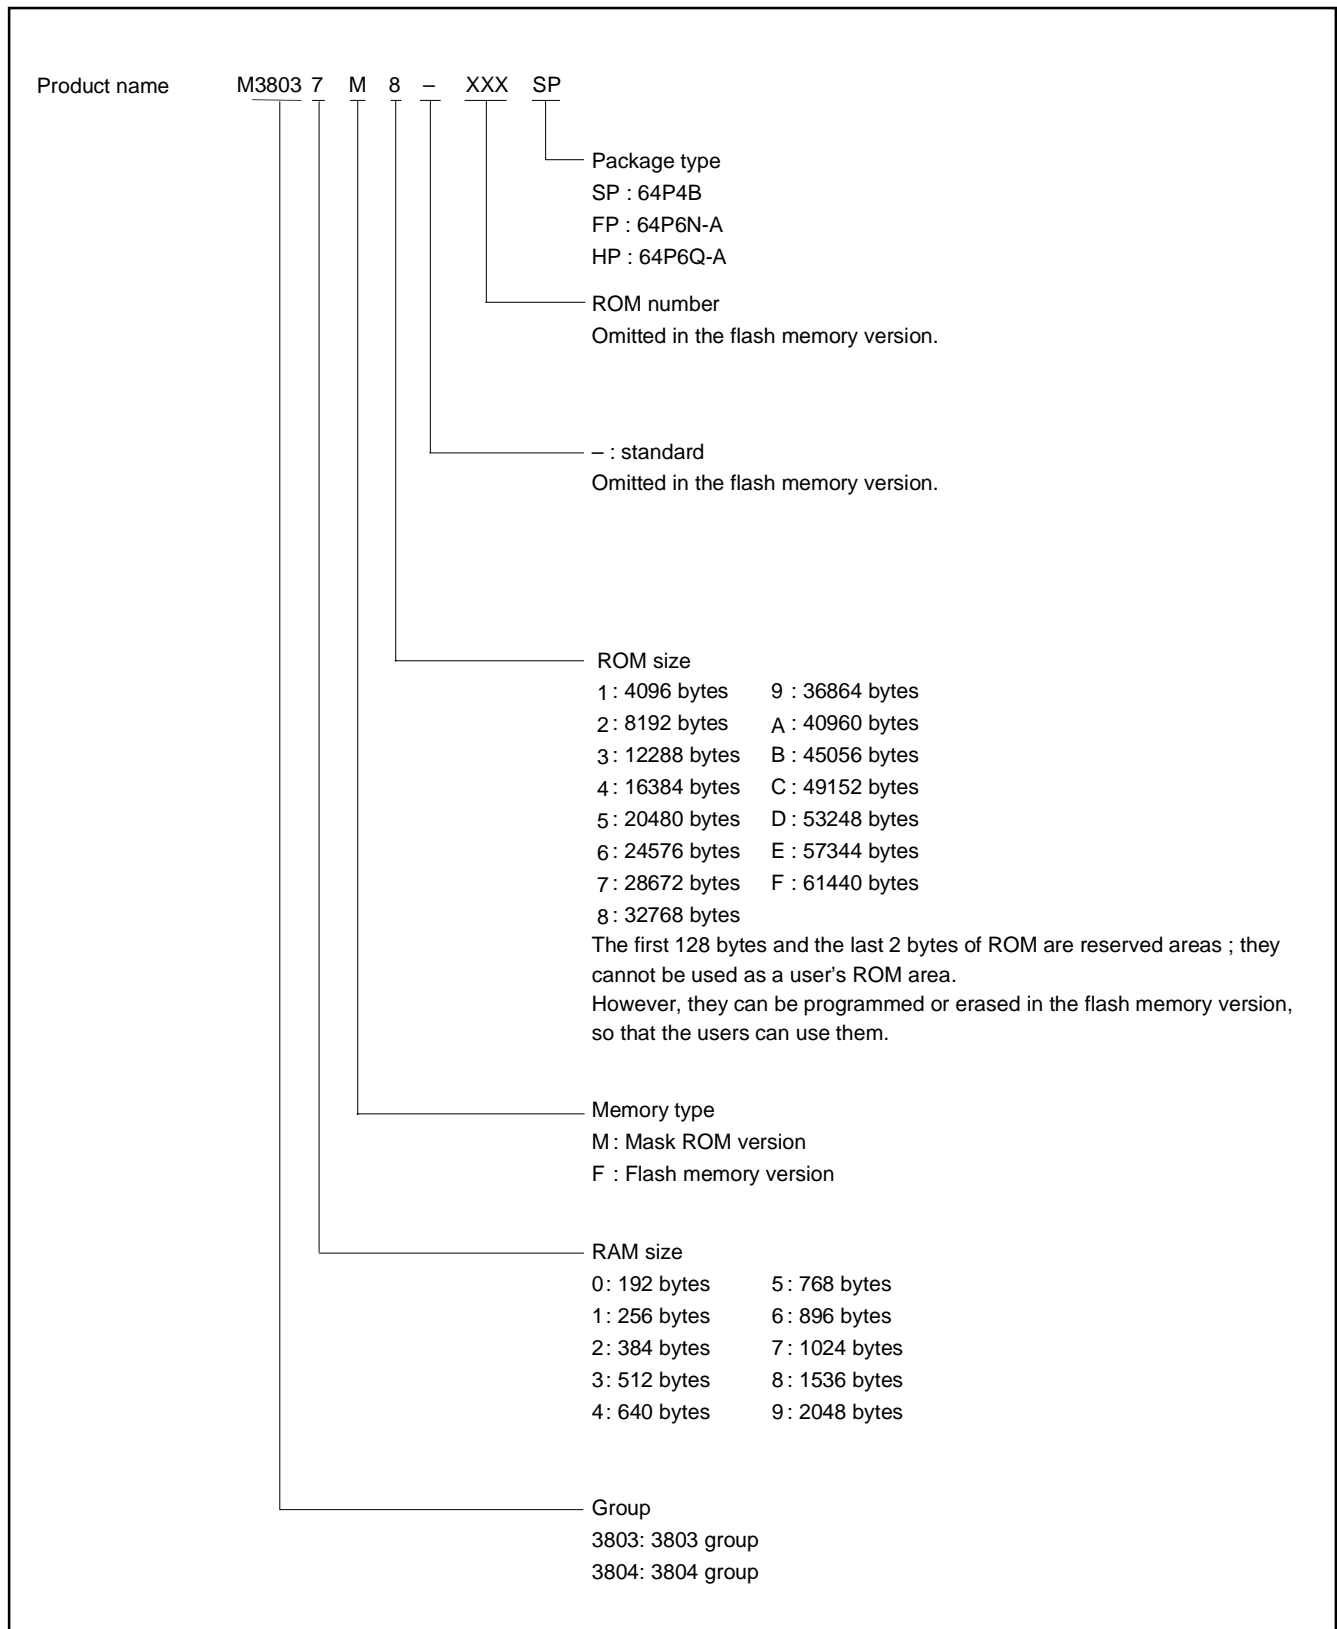 Product name M3803 7 M 8 – XXX SP
Package type
SP : 64P4B
FP : 64P6N-A
HP : 64P6Q-A
ROM number
Omitted in the flash memory version.
– : standard
Omitted in the flash memory version.
ROM size
1 : 4096 bytes 9 : 36864 bytes
2 : 8192 bytes A : 40960 bytes
3 : 12288 bytes B : 45056 bytes
4 : 16384 bytes C : 49152 bytes
5 : 20480 bytes D : 53248 bytes
6 : 24576 bytes E : 57344 bytes
7 : 28672 bytes F : 61440 bytes
8 : 32768 bytes
The first 128 bytes and the last 2 bytes of ROM are reserved areas ; they
cannot be used as a user’s ROM area.
However, they can be programmed or erased in the flash memory version,
so that the users can use them.
Memory type
M : Mask ROM version
F : Flash memory version
RAM size
0 : 192 bytes 5 : 768 bytes
1 : 256 bytes 6 : 896 bytes
2 : 384 bytes 7 : 1024 bytes
3 : 512 bytes 8 : 1536 bytes
4 : 640 bytes 9 : 2048 bytes
Group
3803: 3803 group
3804: 3804 group